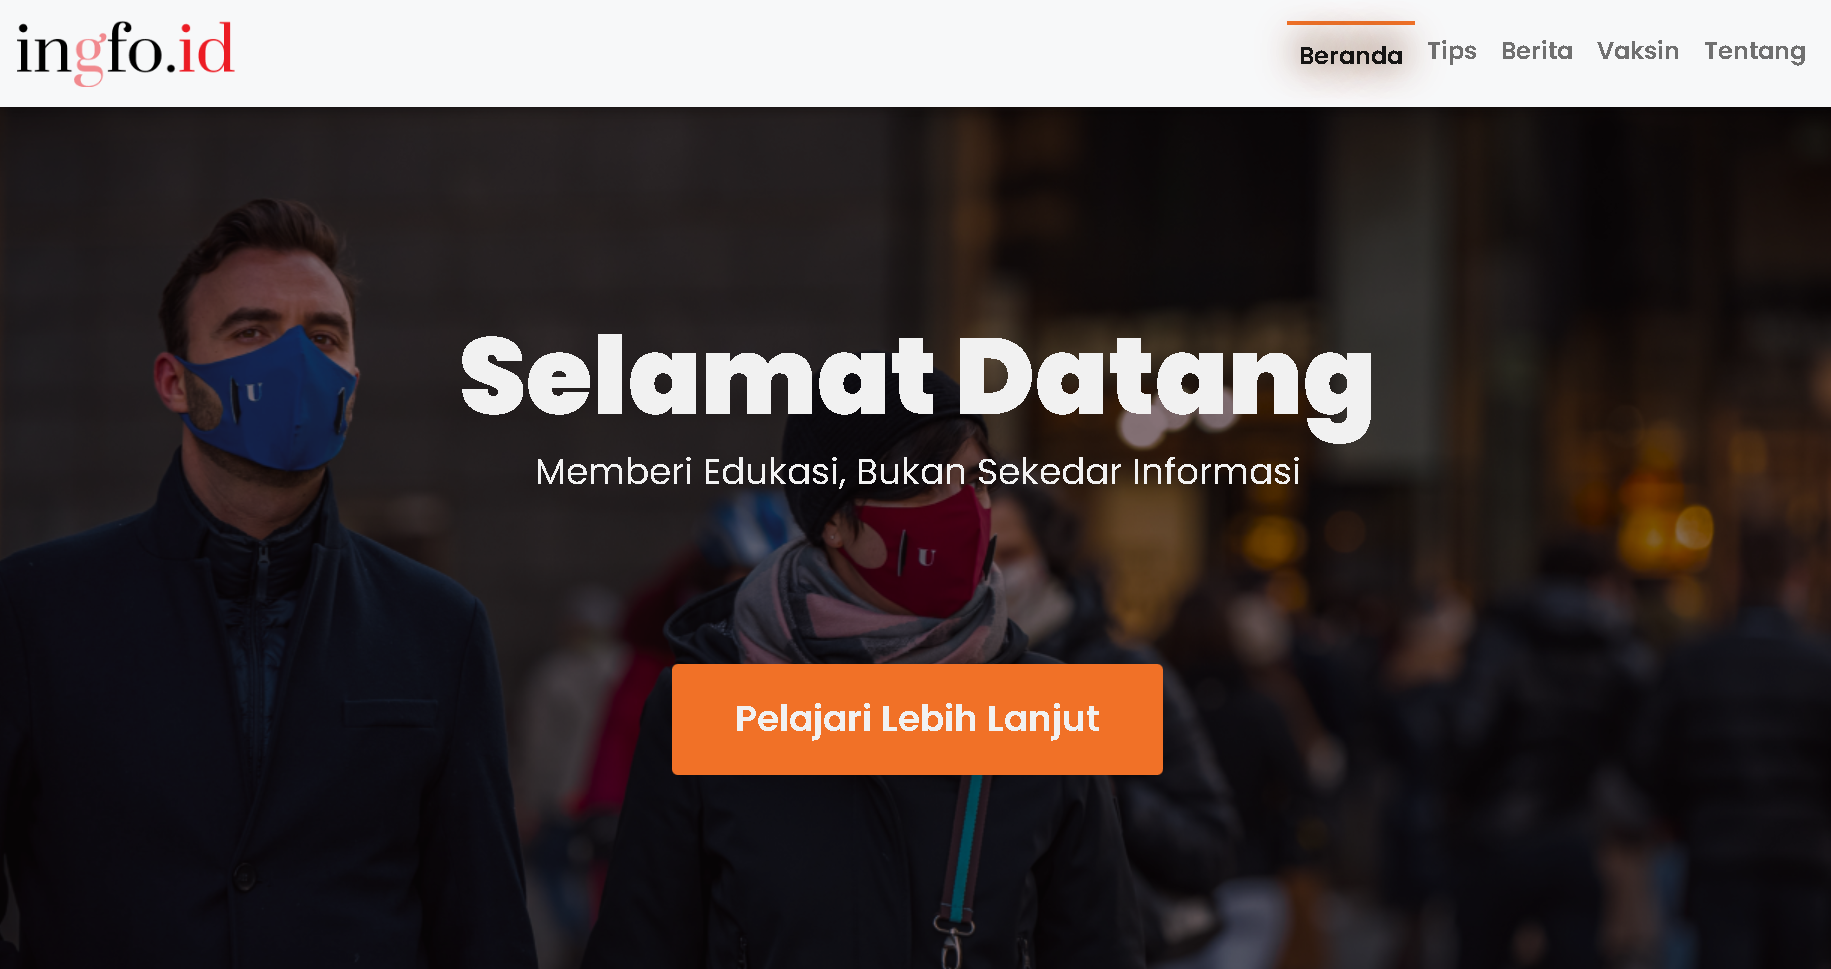 ingfo.id
Beranda Tips Berita Vaksin Tentang
Selamat Datang
Memberi Edukasi, Bukan Sekedar Informasi
U
U
Pelajari Lebih Lanjut